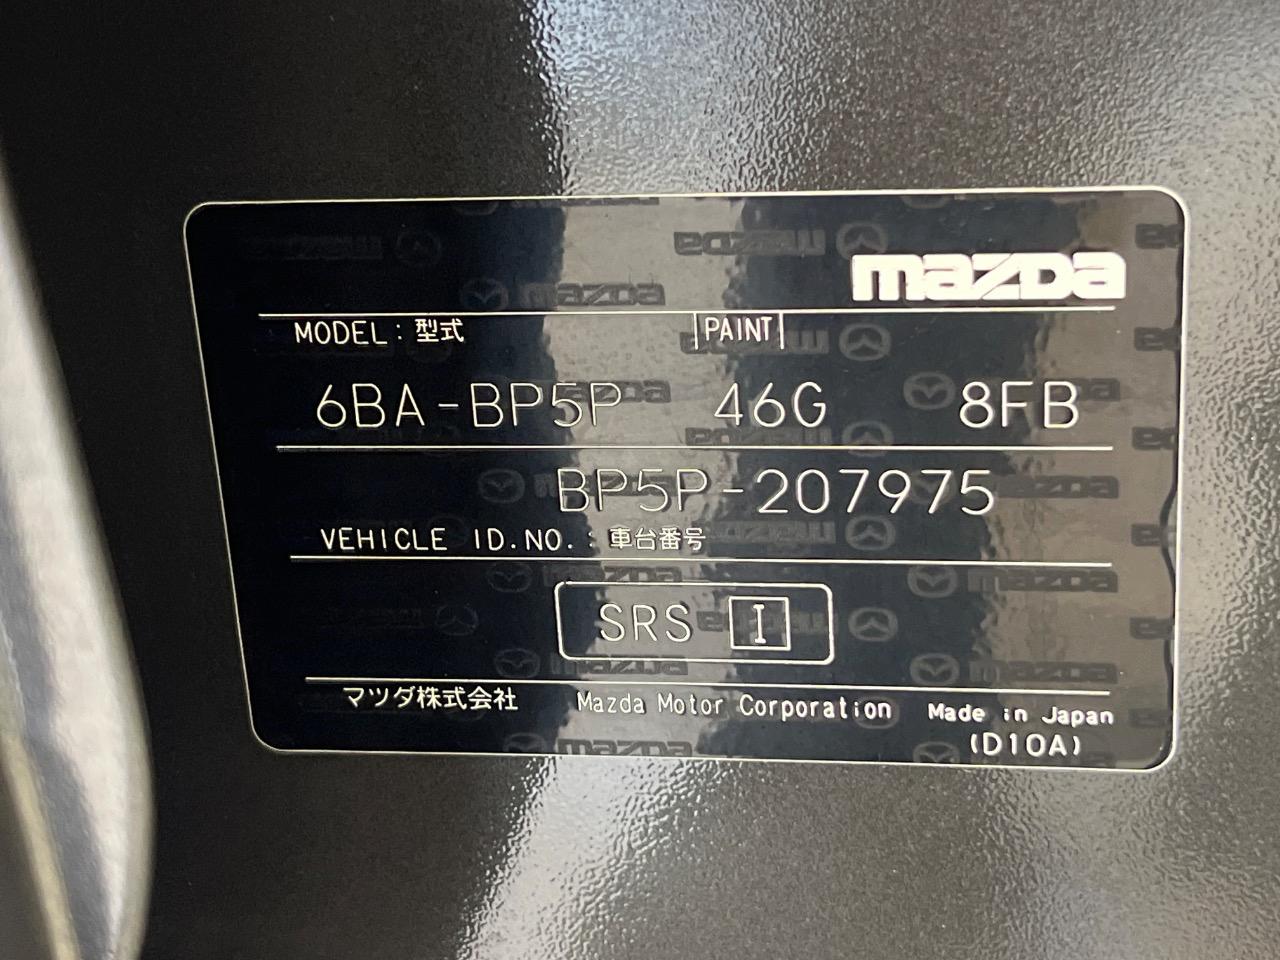 mazda
MODEL : 型式 PAINT
6BA-BP5P 46G 8FB
BP5P-207975
VEHICLE ID.NO. : 車台番号
SRS I
マツダ株式会社 Mazda Motor Corporation Made in Japan
(D10A)